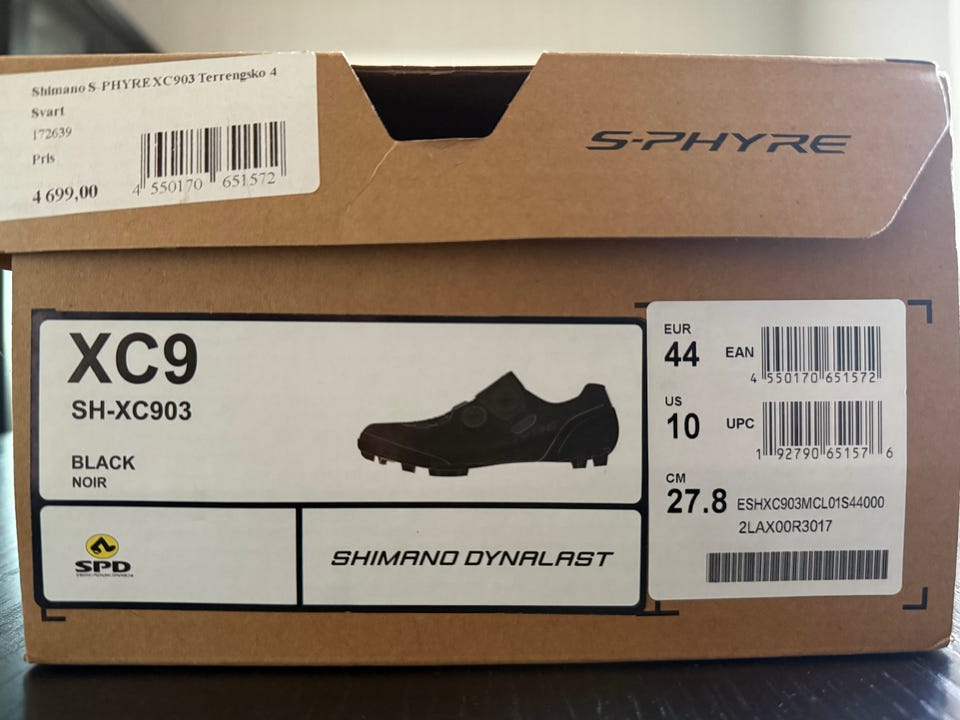 Shimano S-PHYRE XC903 Terrengsko 4
Svart
172639
Pris
4 699,00
4 550170 651572
S-PHYRE
XC9
SH-XC903
BLACK
NOIR
SPD
SHIMANO DYNALAST
EUR
44
EAN
4 550170 651572
US
10
UPC
1 92790 65157 6
CM
27.8
ESHXC903MCL01S44000
2LAX00R3017